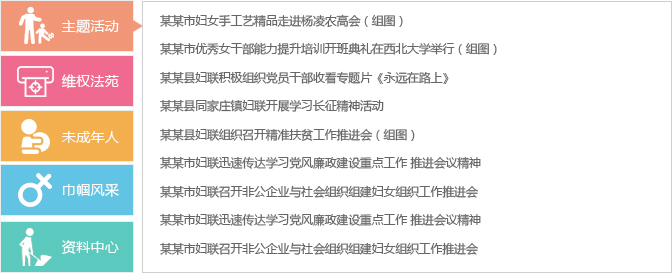 主题活动
维权法苑
未成年人
巾帼风采
资料中心
某某市妇女手工艺精品走进杨凌农高会（组图）
某某市优秀女干部能力提升培训开班典礼在西北大学举行（组图）
某某县妇联积极组织党员干部收看专题片《永远在路上》
某某县同家庄镇妇联开展学习长征精神活动
某某县妇联组织召开精准扶贫工作推进会（组图）
某某市妇联迅速传达学习党风廉政建设重点工作 推进会议精神
某某市妇联召开非公企业与社会组织组建妇女组织工作推进会
某某市妇联迅速传达学习党风廉政建设重点工作 推进会议精神
某某市妇联召开非公企业与社会组织组建妇女组织工作推进会